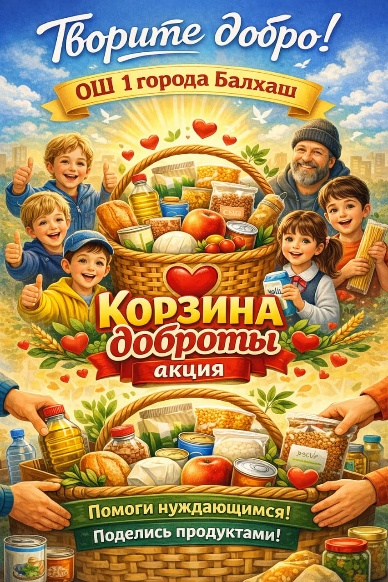 Творите добро!
ОШ 1 города Балхаш
Корзина
доброты
акция
Помоги нуждающимся!
Поделись продуктами!